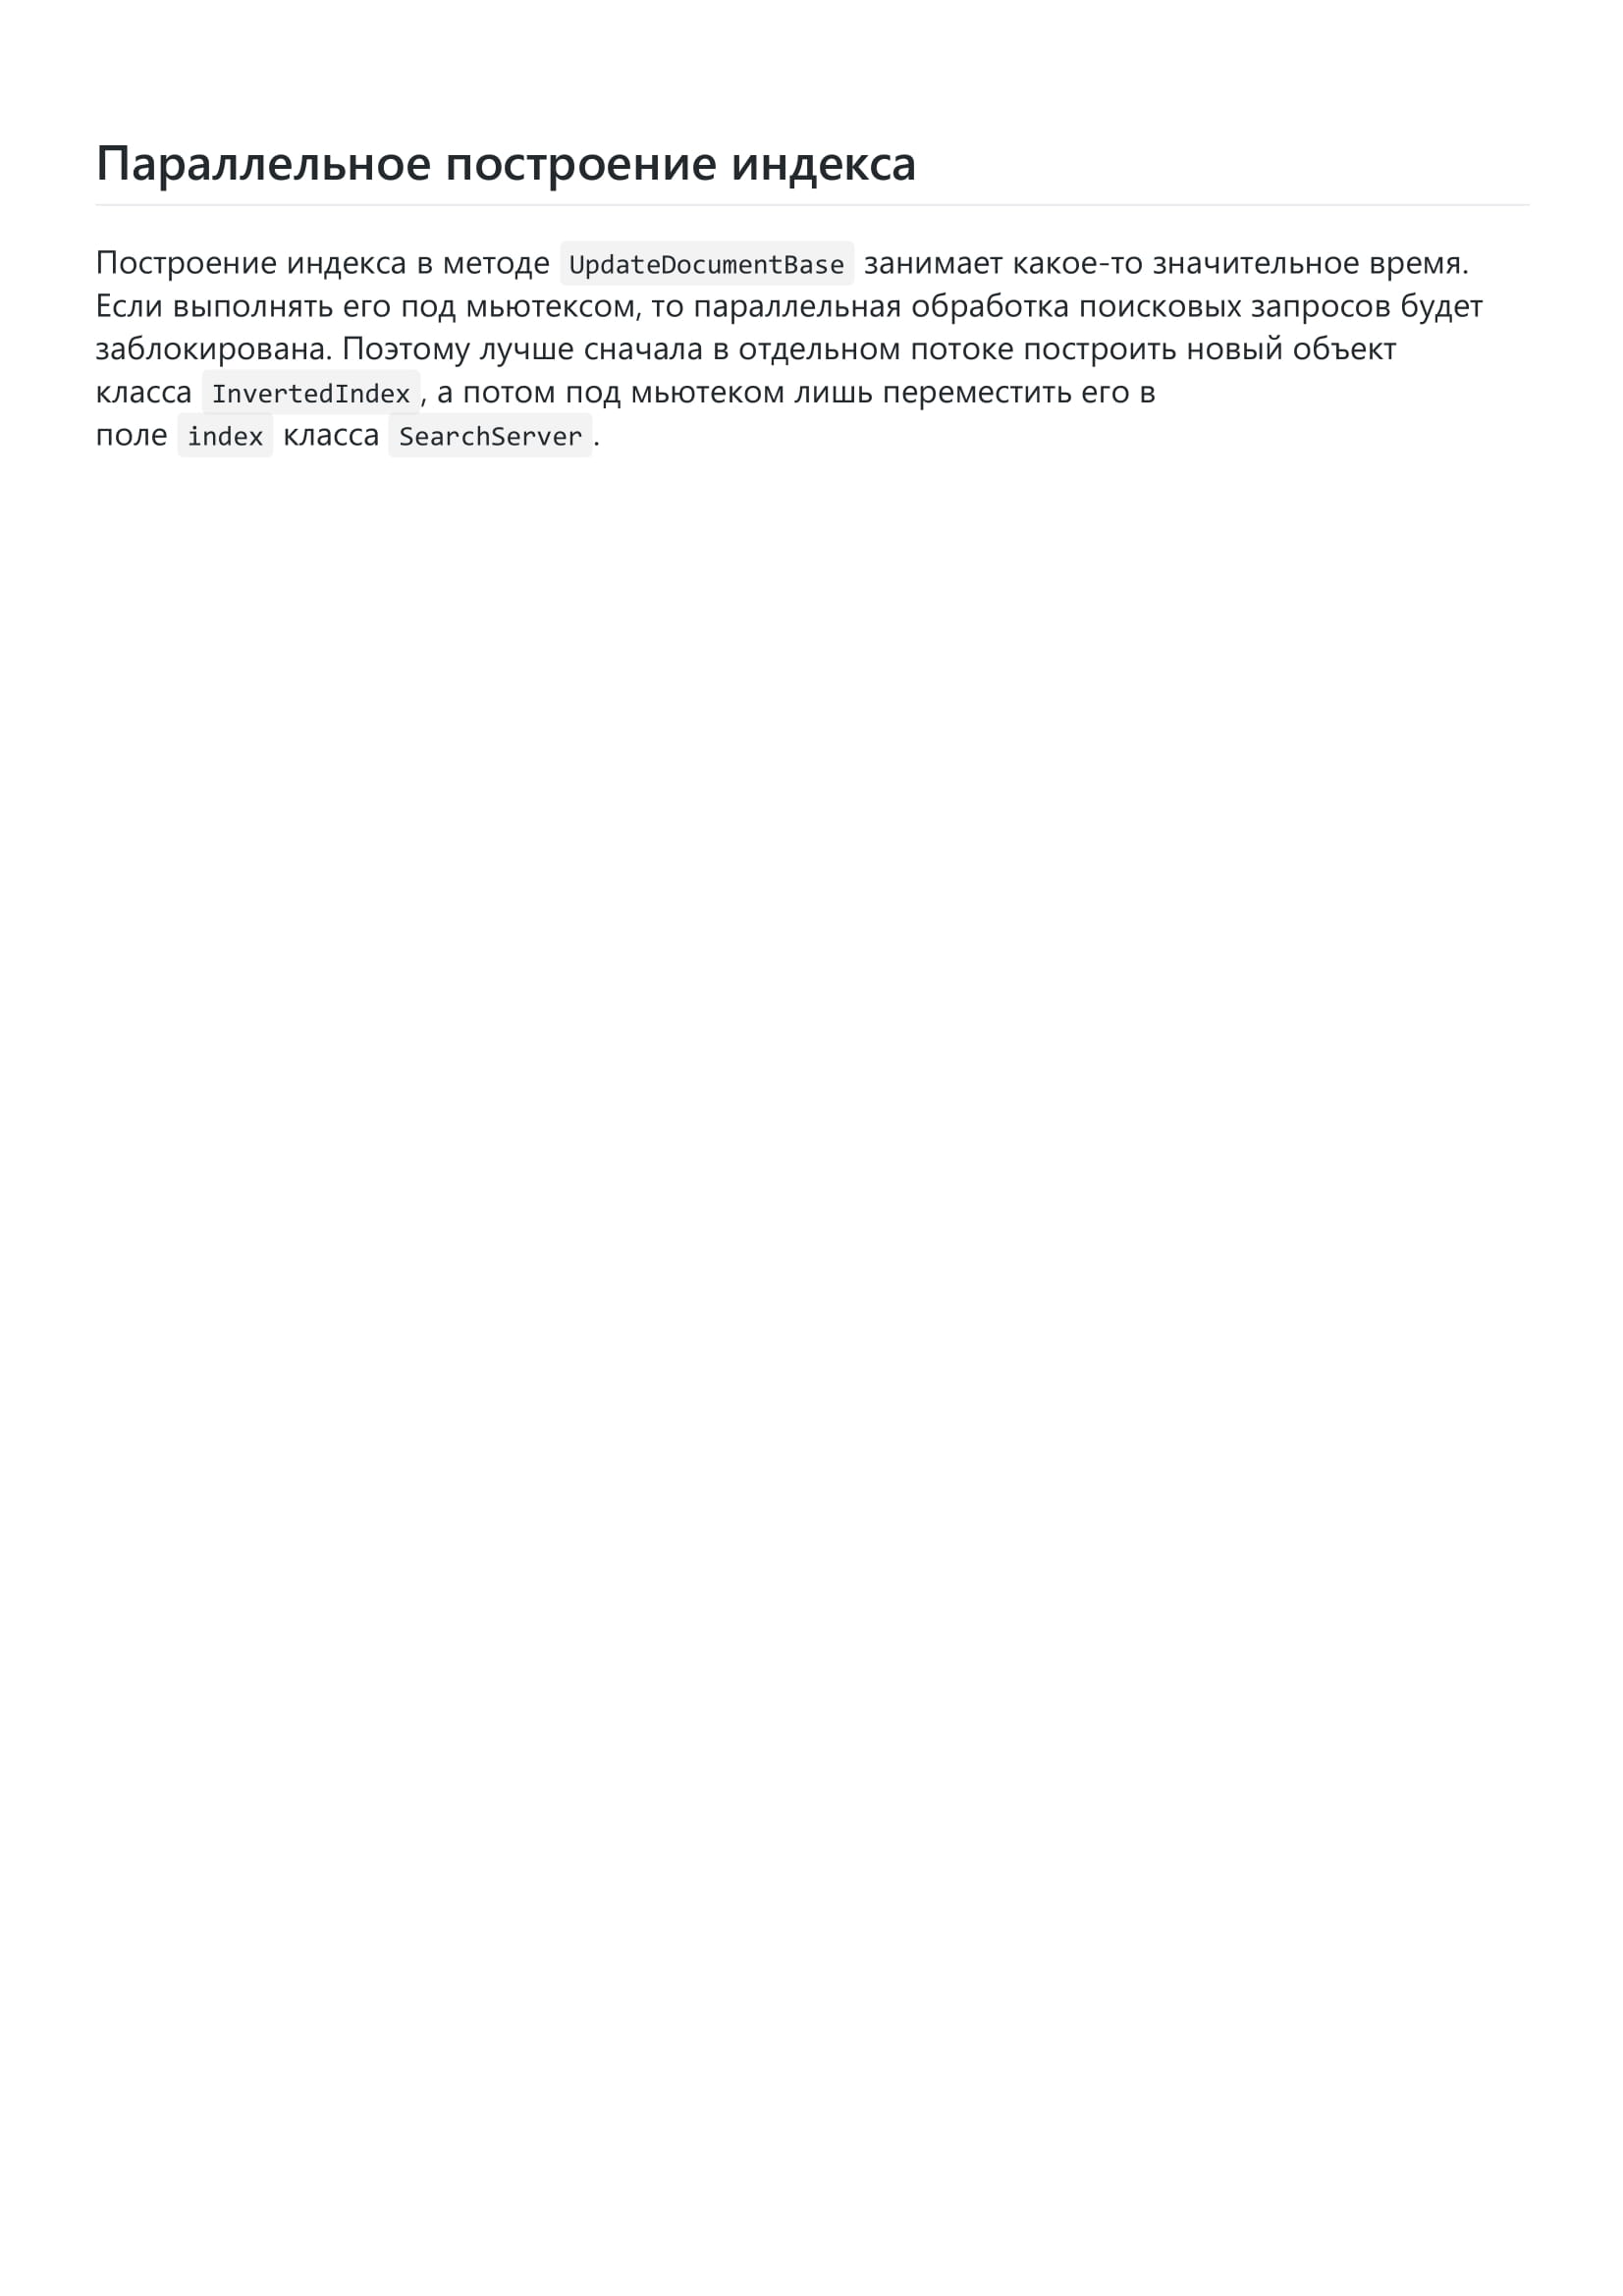 Параллельное построение индекса
Построение индекса в методе UpdateDocumentBase занимает какое-то значительное время.
Если выполнять его под мьютексом, то параллельная обработка поисковых запросов будет
заблокирована. Поэтому лучше сначала в отдельном потоке построить новый объект
класса InvertedIndex, а потом под мьютеком лишь переместить его в
поле index класса SearchServer.